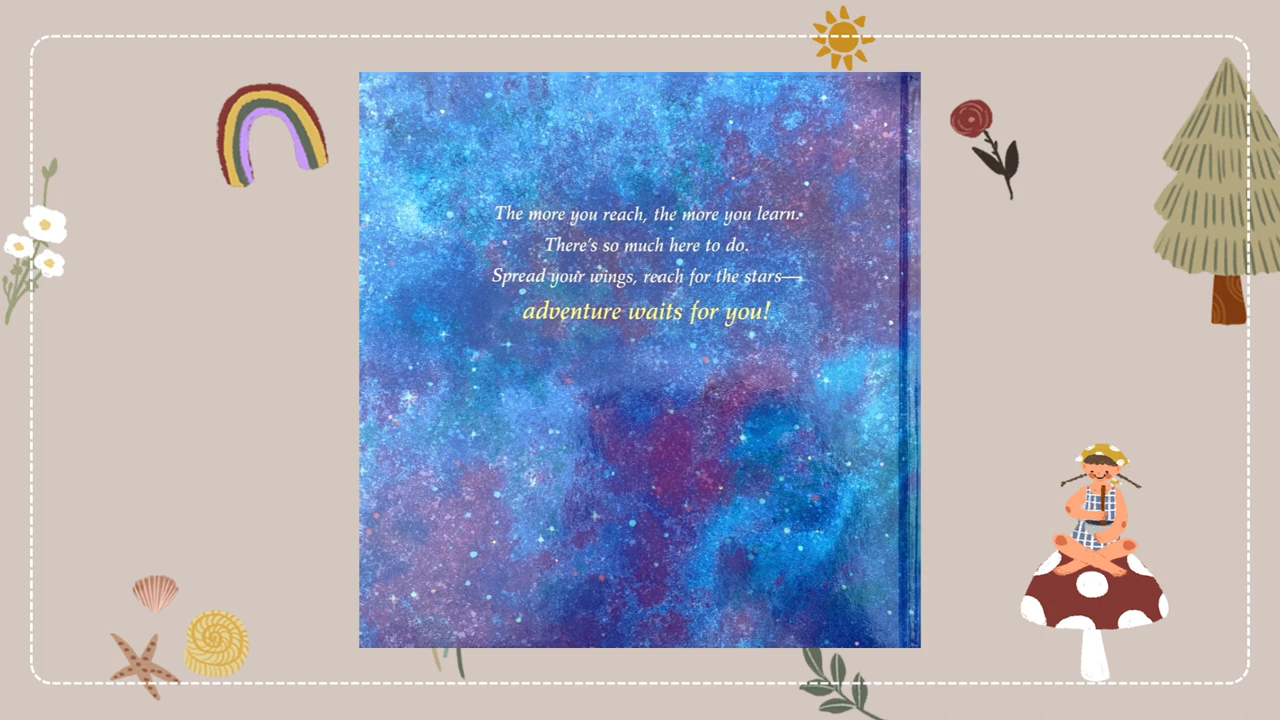 The more you reach, the more you learn.
There's so much here to do.
Spread your wings, reach for the stars—
adventure waits for you!